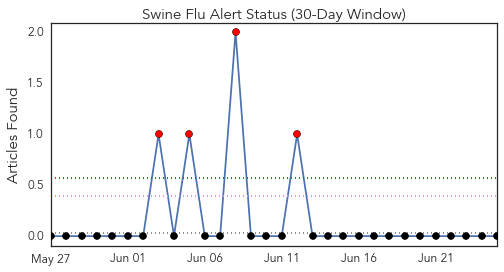 Swine Flu Alert Status (30-Day Window)
2.0
1.5
1.0
0.5
0.0
Articles Found
May 27 Jun 01 Jun 06 Jun 11 Jun 16 Jun 21